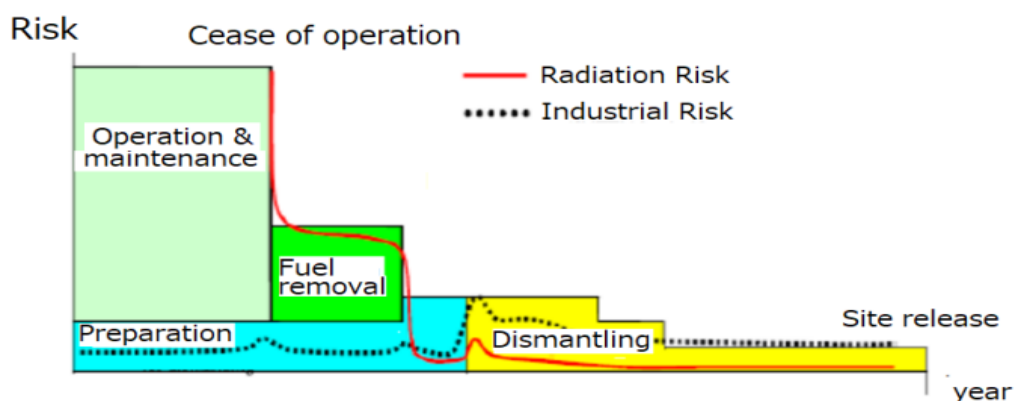 Risk
Cease of operation
Radiation Risk
Industrial Risk
Operation &
maintenance
Fuel
removal
Preparation
Dismantling
Site release
year